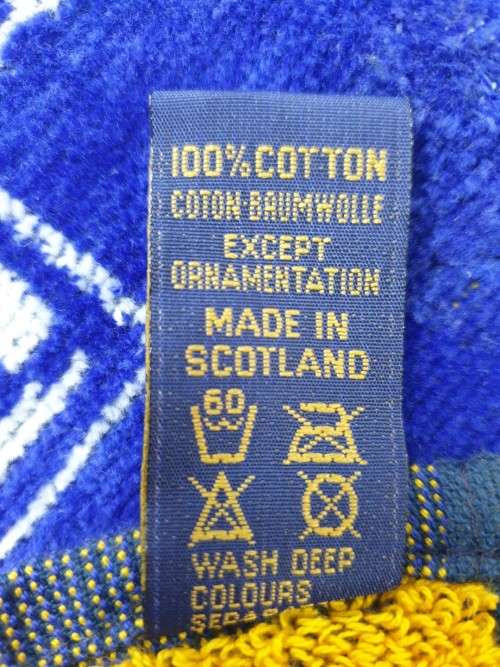 100% COTTON
COTON BAUMWOLLE
EXCEPT
ORNAMENTATION
MADE IN
SCOTLAND
60
WASH DEEP
COLOURS